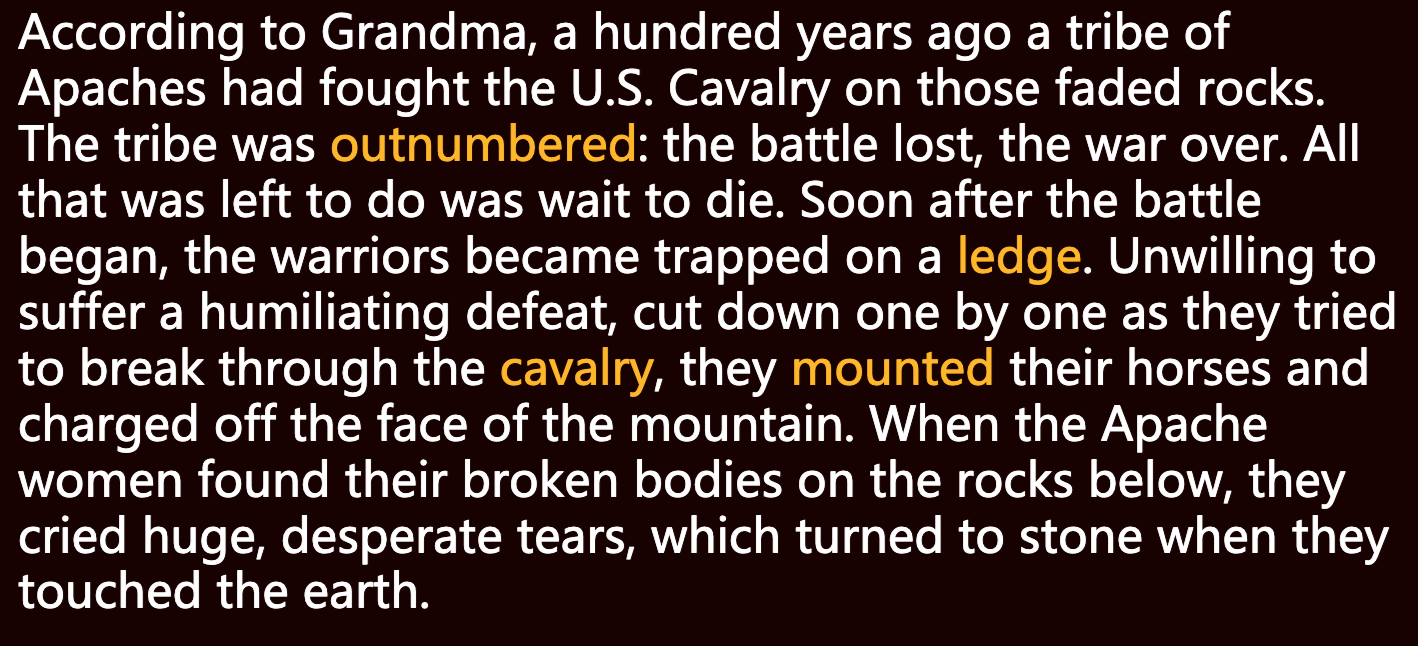 According to Grandma, a hundred years ago a tribe of
Apaches had fought the U.S. Cavalry on those faded rocks.
The tribe was outnumbered: the battle lost, the war over. All
that was left to do was wait to die. Soon after the battle
began, the warriors became trapped on a ledge. Unwilling to
suffer a humiliating defeat, cut down one by one as they tried
to break through the cavalry, they mounted their horses and
charged off the face of the mountain. When the Apache
women found their broken bodies on the rocks below, they
cried huge, desperate tears, which turned to stone when they
touched the earth.